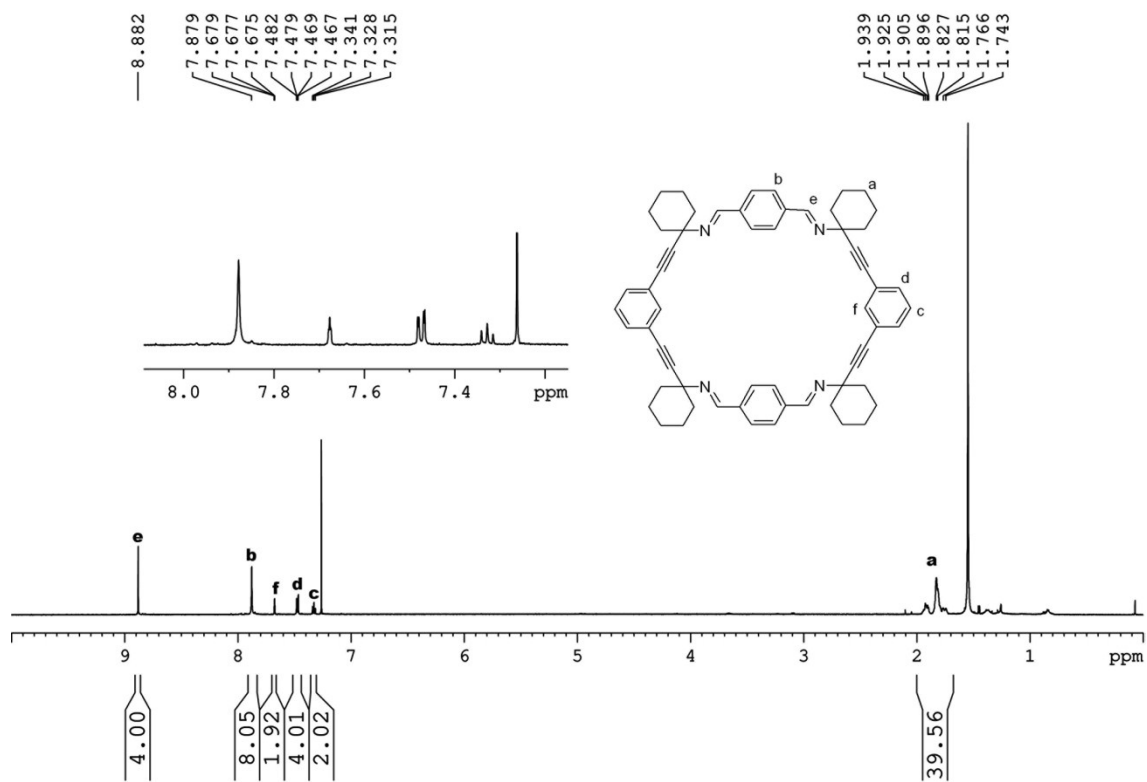 8.882
7.879
7.679
7.677
7.675
7.482
7.479
7.469
7.467
7.341
7.328
7.315
1.939
1.925
1.905
1.896
1.827
1.815
1.766
1.743
b
e
a
N
N
d
f
c
N
N
8.0 7.8 7.6 7.4 ppm
e
b
f
d
c
a
9 8 7 6 5 4 3 2 1 ppm
4.00
8.05
1.92
4.01
2.02
39.56